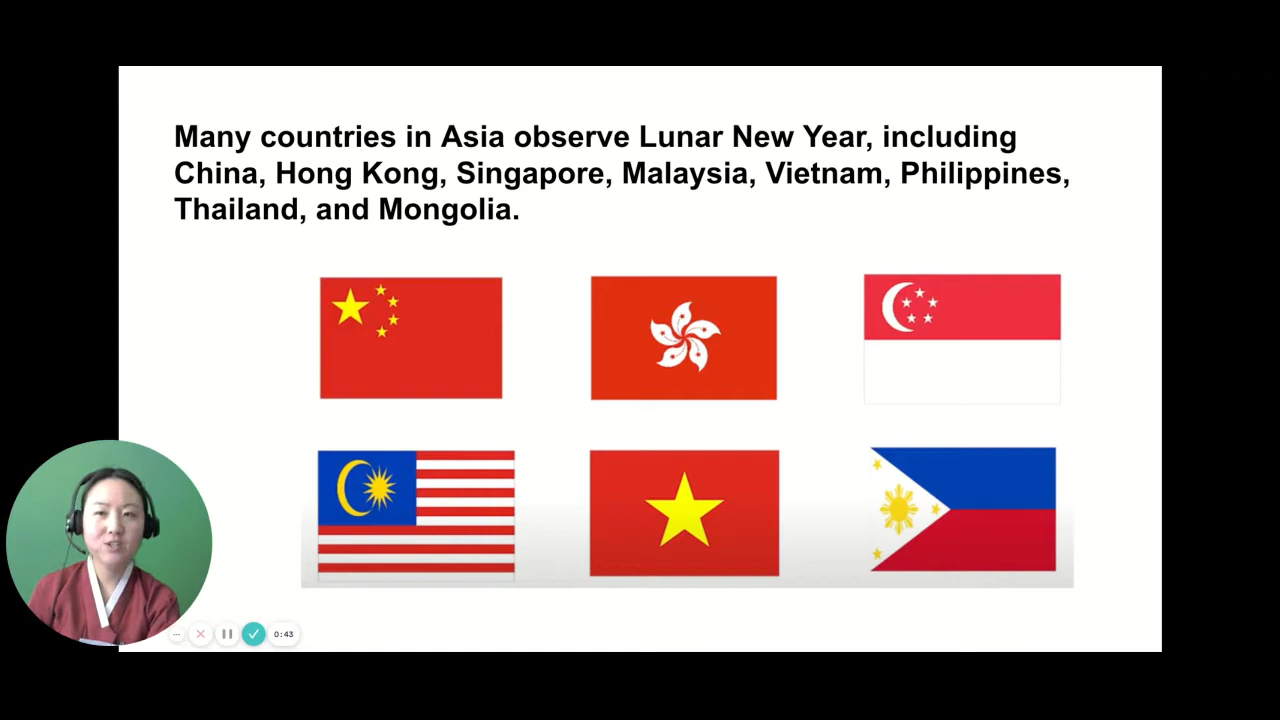 Many countries in Asia observe Lunar New Year, including
China, Hong Kong, Singapore, Malaysia, Vietnam, Philippines,
Thailand, and Mongolia.
0:43